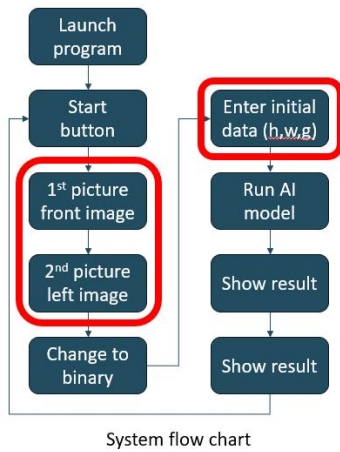 Launch
program
Start
button
1st picture
front image
2nd picture
left image
Change to
binary
Enter initial
data (h,w,g)
Run AI
model
Show result
Show result
System flow chart